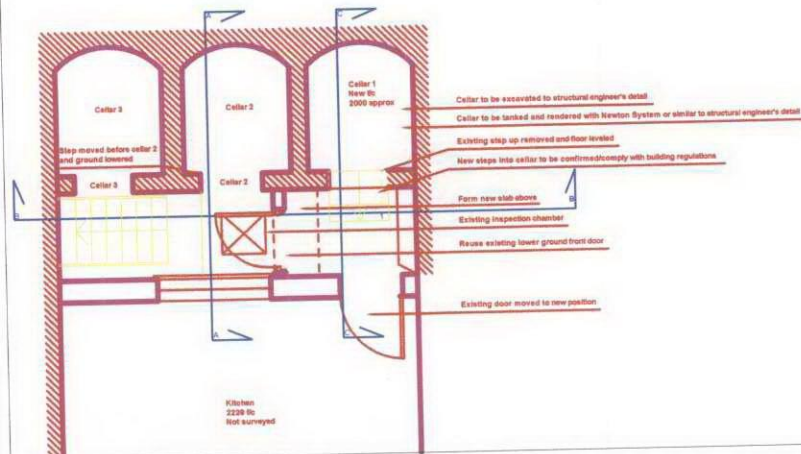 A
C
Cellar 1
New f/c
2000 approx
Cellar 3
Cellar 2
Cellar to be excavated to structural engineer's detail
Cellar to be tanked and rendered with Newton System or similar to structural engineer's detail
Existing step up removed and floor leveled
Step moved before cellar 2
and ground lowered
New steps into cellar to be confirmed/comply with building regulations
Cellar 3
Cellar 2
Form new slab above
B
B
Existing inspection chamber
Reuse existing lower ground front door
Existing door moved to new position
A
C
Kitchen
2229 f/c
Not surveyed